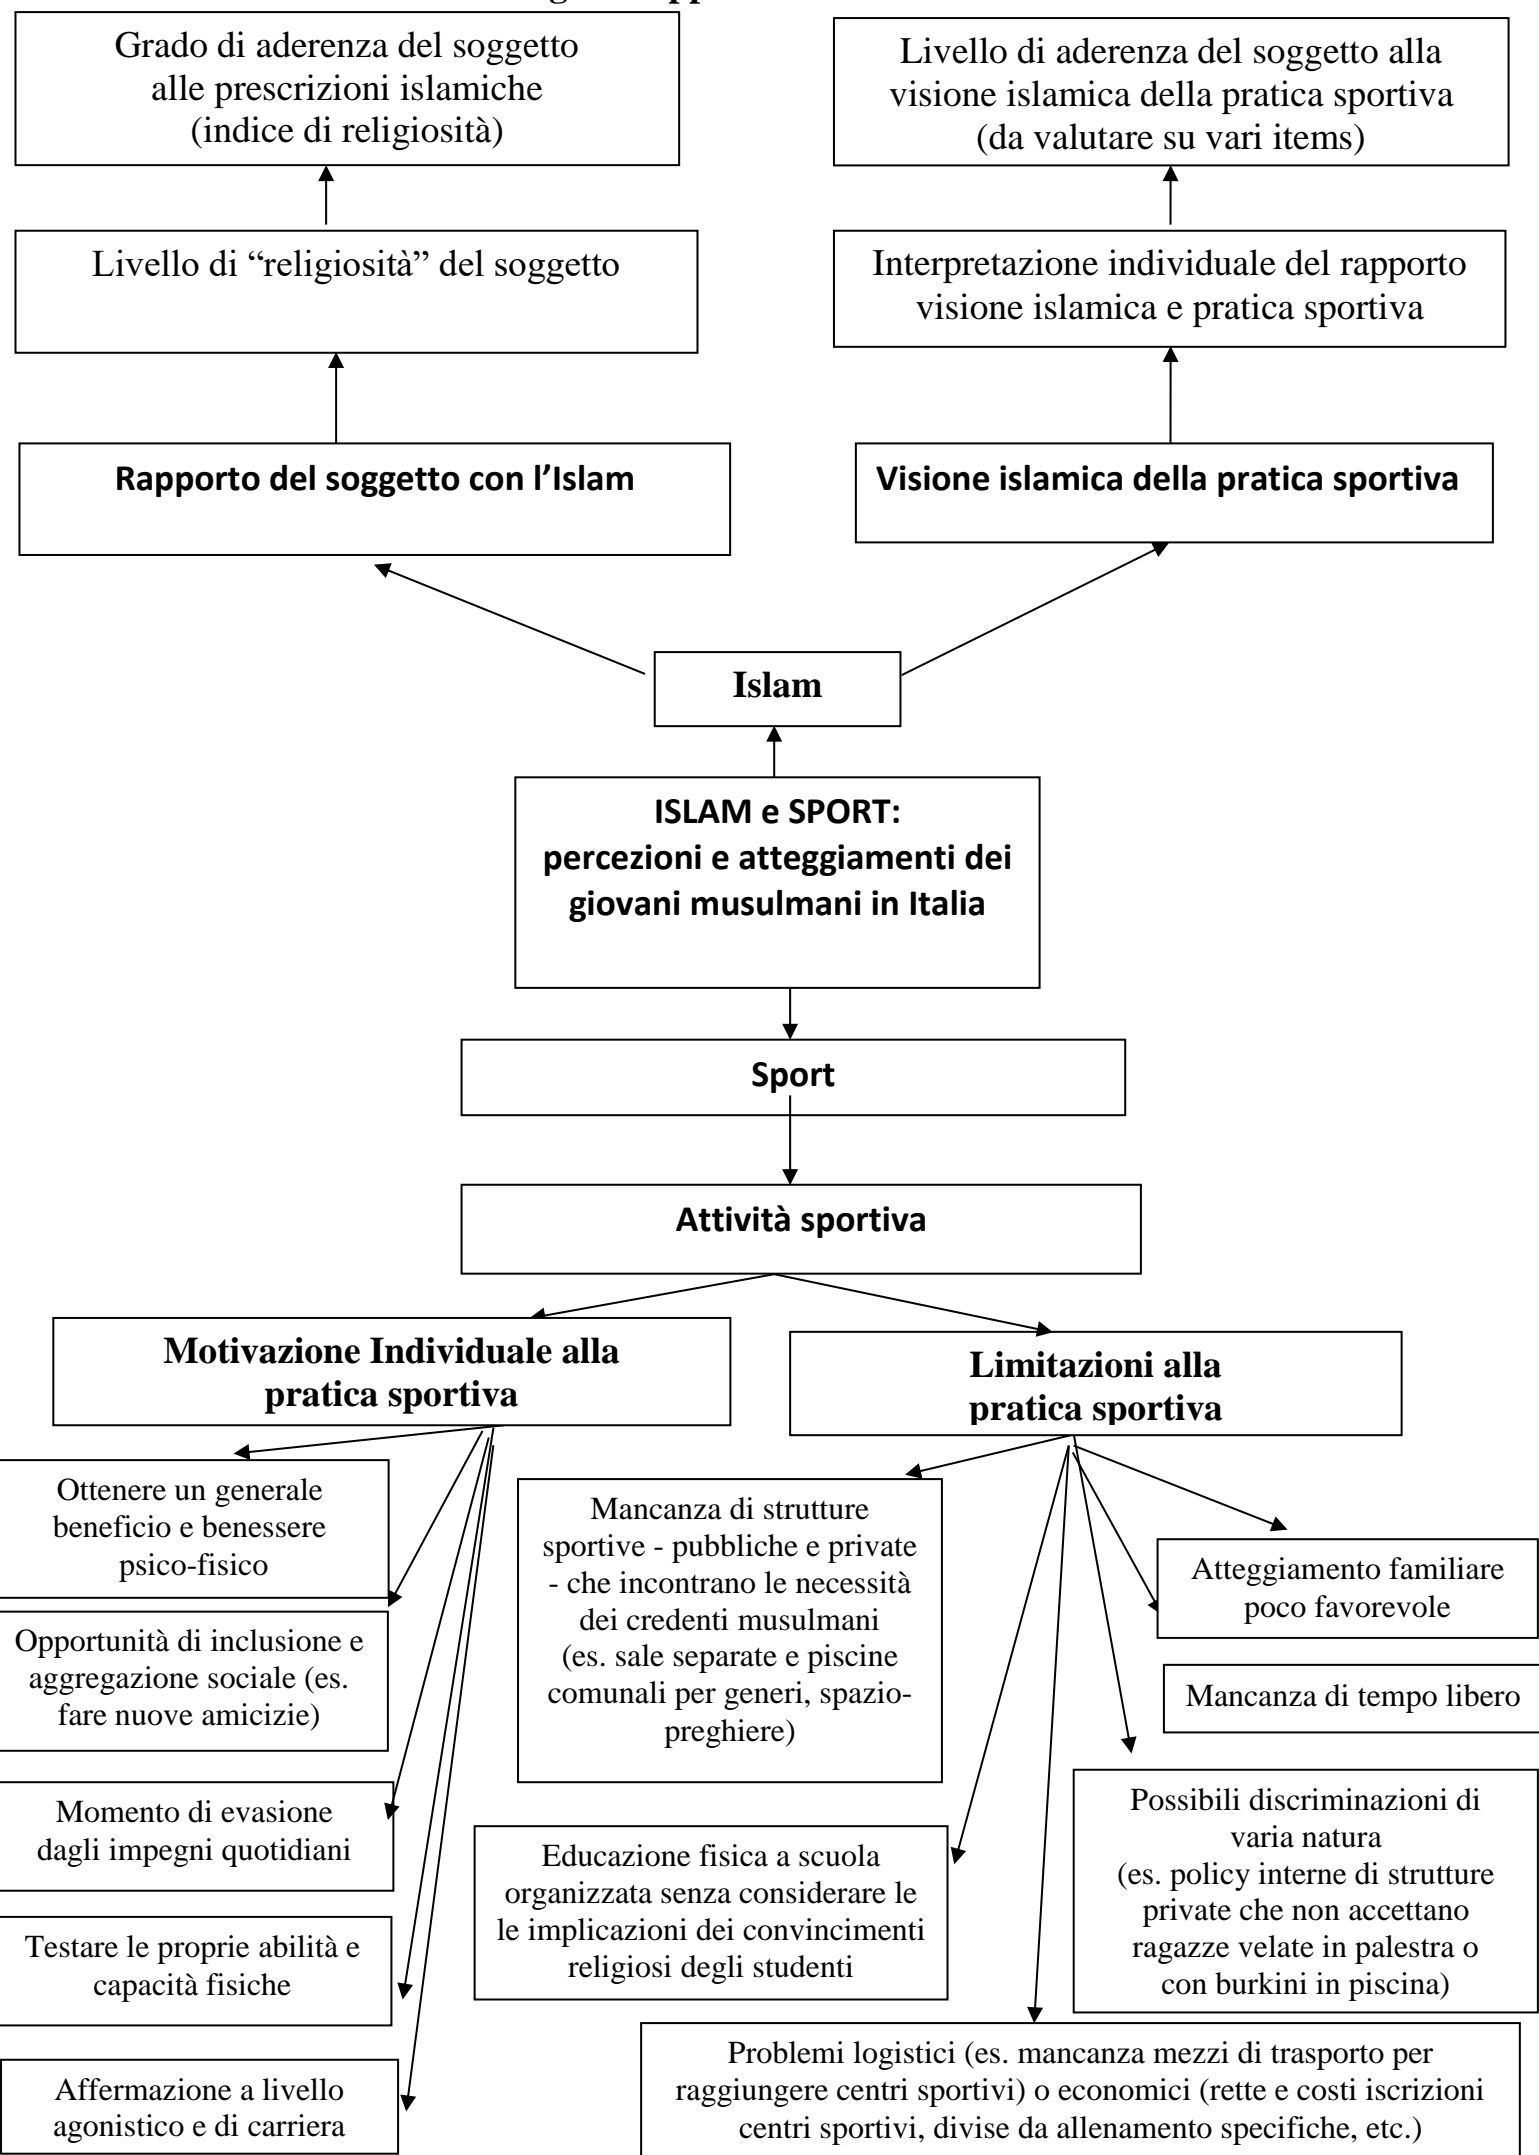 Grado di aderenza del soggetto
alle prescrizioni islamiche
(indice di religiosità)
Livello di aderenza del soggetto alla
visione islamica della pratica sportiva
(da valutare su vari items)
Livello di “religiosità” del soggetto
Interpretazione individuale del rapporto
visione islamica e pratica sportiva
Rapporto del soggetto con l’Islam
Visione islamica della pratica sportiva
Islam
ISLAM e SPORT:
percezioni e atteggiamenti dei
giovani musulmani in Italia
Sport
Attività sportiva
Motivazione Individuale alla
pratica sportiva
Limitazioni alla
pratica sportiva
Ottenere un generale
beneficio e benessere
psico-fisico
Opportunità di inclusione e
aggregazione sociale (es.
fare nuove amicizie)
Momento di evasione
dagli impegni quotidiani
Testare le proprie abilità e
capacità fisiche
Affermazione a livello
agonistico e di carriera
Mancanza di strutture
sportive - pubbliche e private
- che incontrano le necessità
dei credenti musulmani
(es. sale separate e piscine
comunali per generi, spazio-
preghiere)
Educazione fisica a scuola
organizzata senza considerare le
le implicazioni dei convincimenti
religiosi degli studenti
Atteggiamento familiare
poco favorevole
Mancanza di tempo libero
Possibili discriminazioni di
varia natura
(es. policy interne di strutture
private che non accettano
ragazze velate in palestra o
con burkini in piscina)
Problemi logistici (es. mancanza mezzi di trasporto per
raggiungere centri sportivi) o economici (rette e costi iscrizioni
centri sportivi, divise da allenamento specifiche, etc.)